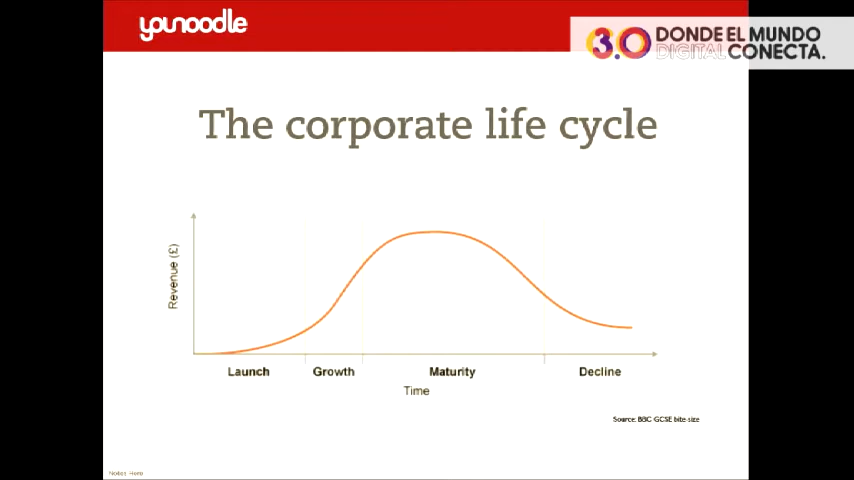 younoodle
3.0 DONDE EL MUNDO
DIGITAL CONECTA.
The corporate life cycle
Revenue (£)
Launch Growth Maturity Decline
Time
Source: BBC GCSE bite-size
Notes Here